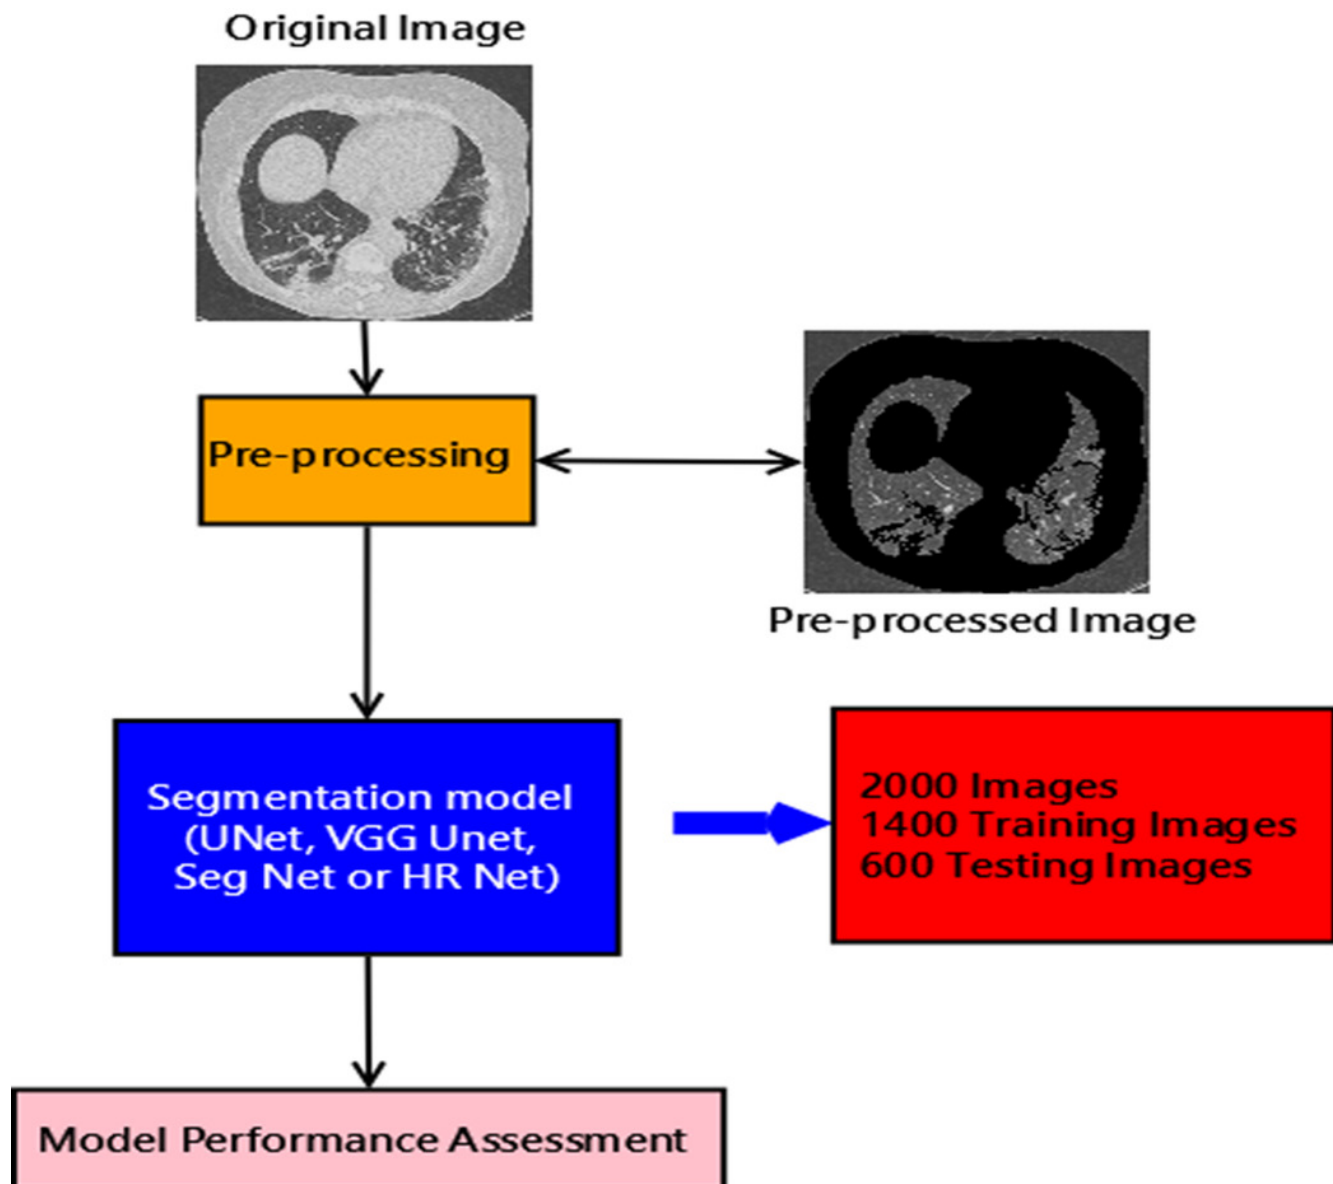 Original Image
Pre-processing
Pre-processed Image
Segmentation model
(UNet, VGG Unet,
Seg Net or HR Net)
2000 Images
1400 Training Images
600 Testing Images
Model Performance Assessment